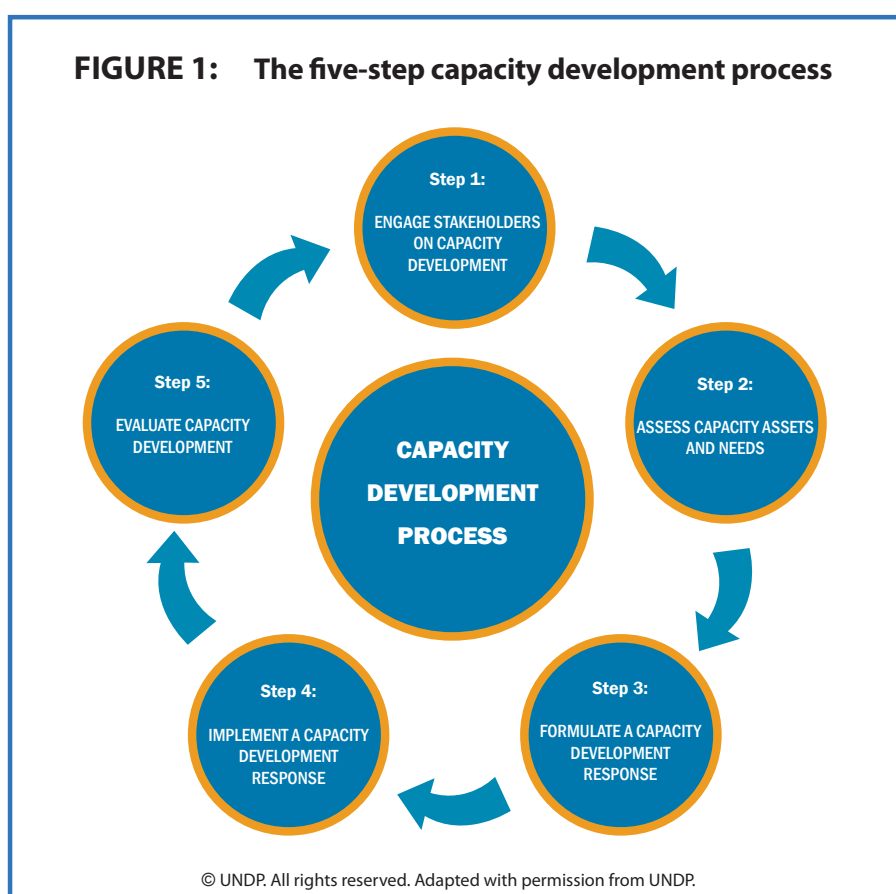 FIGURE 1: The five-step capacity development process
Step 1:
ENGAGE STAKEHOLDERS
ON CAPACITY
DEVELOPMENT
Step 2:
ASSESS CAPACITY ASSETS
AND NEEDS
Step 3:
FORMULATE A CAPACITY
DEVELOPMENT
RESPONSE
Step 4:
IMPLEMENT A CAPACITY
DEVELOPMENT
RESPONSE
Step 5:
EVALUATE CAPACITY
DEVELOPMENT
CAPACITY
DEVELOPMENT
PROCESS
© UNDP. All rights reserved. Adapted with permission from UNDP.